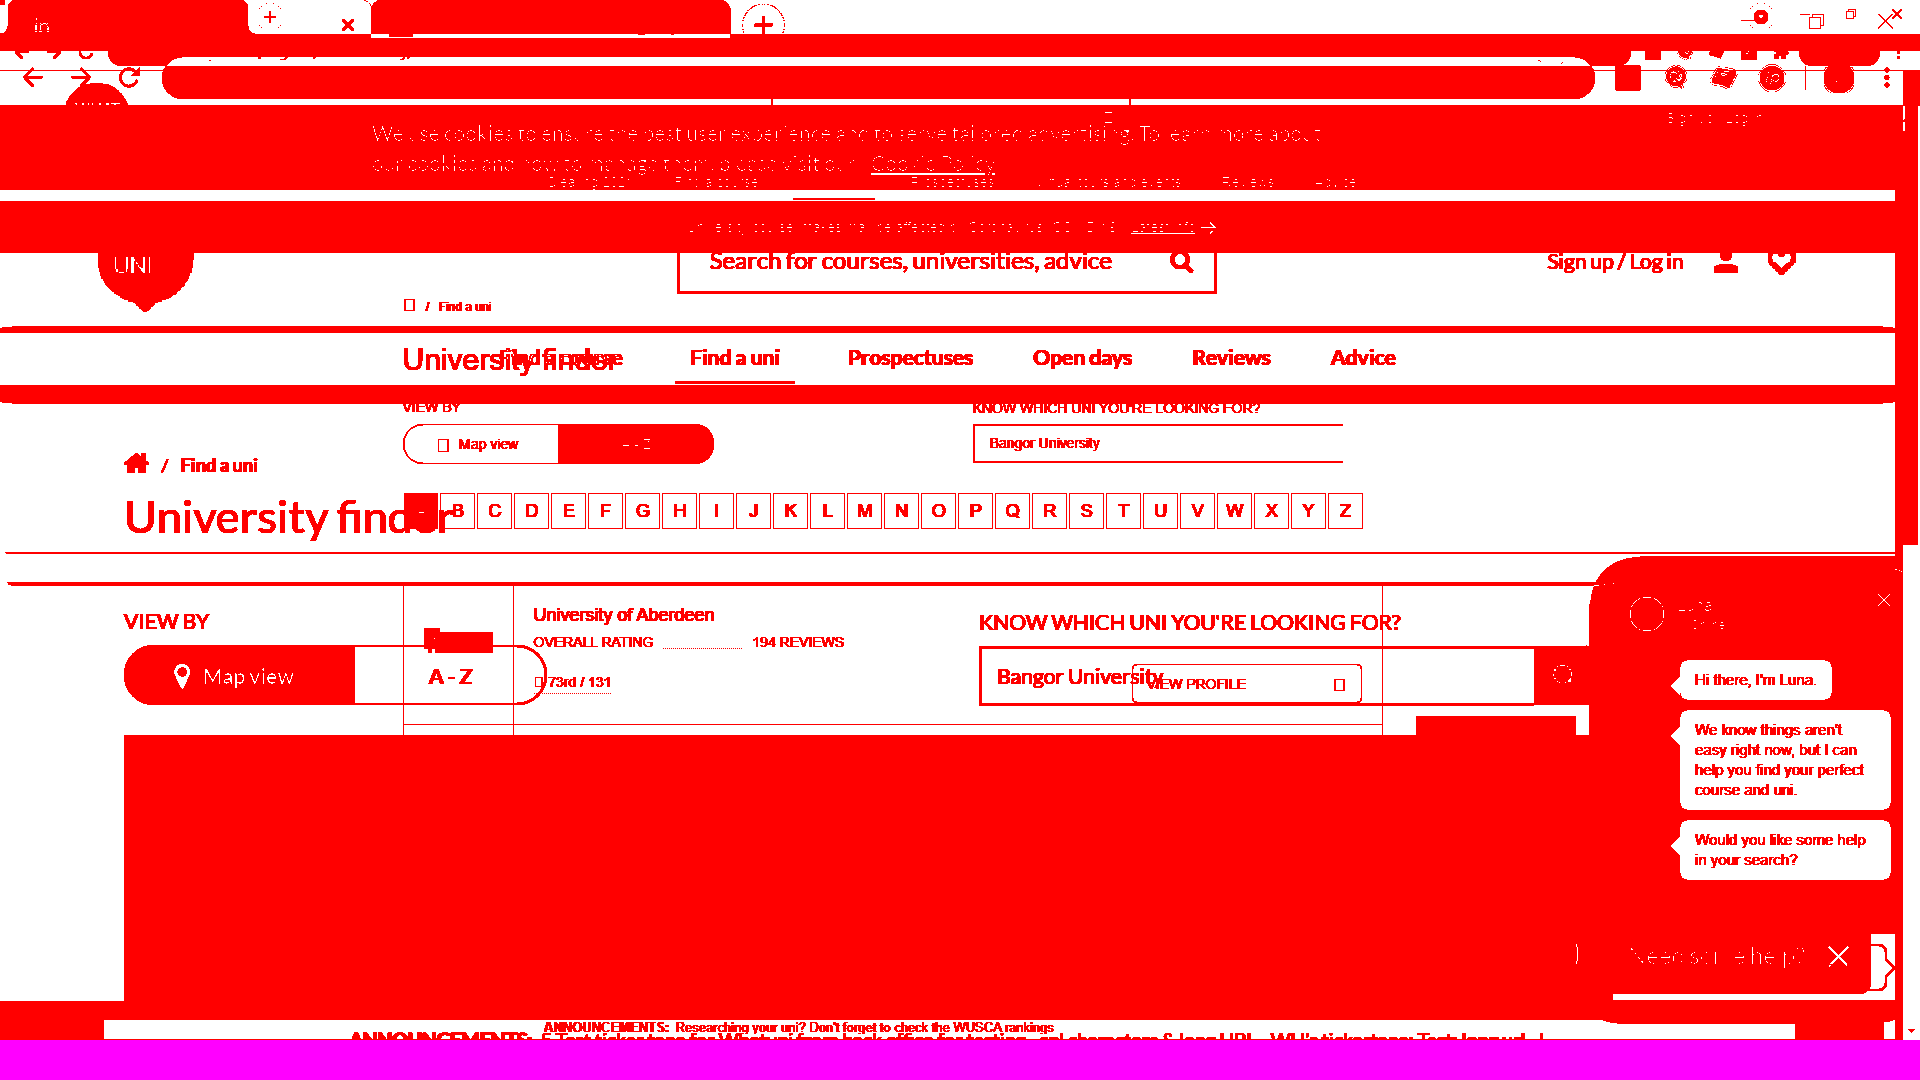 in
We use cookies to ensure the best user experience and to serve tailored advertising. To learn more about
our cookies and how to manage them, please visit our Cookie Policy
Find a course Prospectuses Reviews Advice
Latest info →
UNI
Search for courses, universities, advice
Sign up / Log in
/ Find a uni
University finder
Find a uni
Prospectuses
Open days
Reviews
Advice
VIEW BY
KNOW WHICH UNI YOU'RE LOOKING FOR?
Map view
Bangor University
/ Find a uni
University finder
B C D E F G H I J K L M N O P Q R S T U V W X Y Z
University of Aberdeen
VIEW BY
KNOW WHICH UNI YOU'RE LOOKING FOR?
OVERALL RATING 194 REVIEWS
Map view
A - Z
73rd / 131
Bangor University
VIEW PROFILE
Luna
Hi there, I'm Luna.
We know things aren't
easy right now, but I can
help you find your perfect
course and uni.
Would you like some help
in your search?
Need some help?
ANNOUNCEMENTS: Researching your uni? Don't forget to check the WUSCA rankings
ANNOUNCEMENTS: